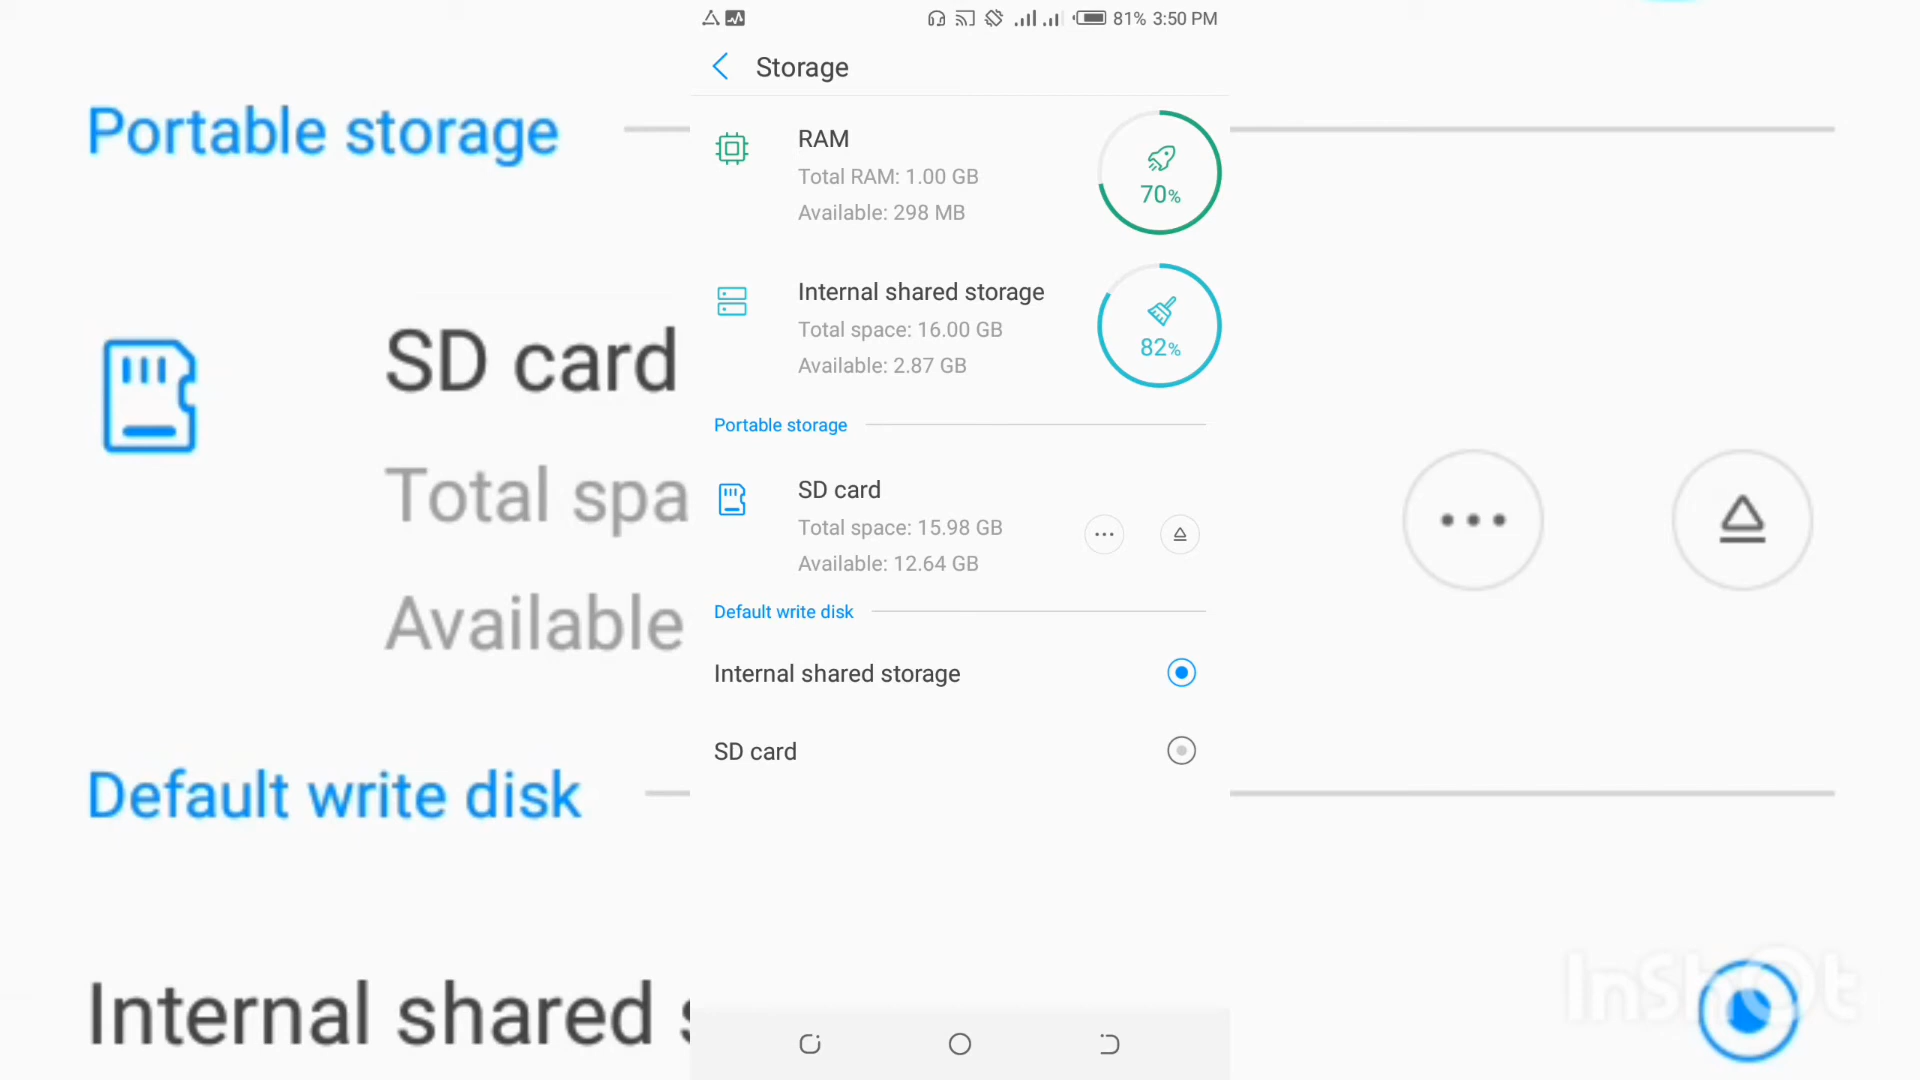 81% 3:50 PM
Storage
RAM
Total RAM: 1.00 GB
Available: 298 MB
70%
Internal shared storage
Total space: 16.00 GB
Available: 2.87 GB
82%
Portable storage
SD card
Total space: 15.98 GB
Available: 12.64 GB
Default write disk
Internal shared storage
SD card
Portable storage
SD card
Total spa
Available
Default write disk
Internal shared
InShOt